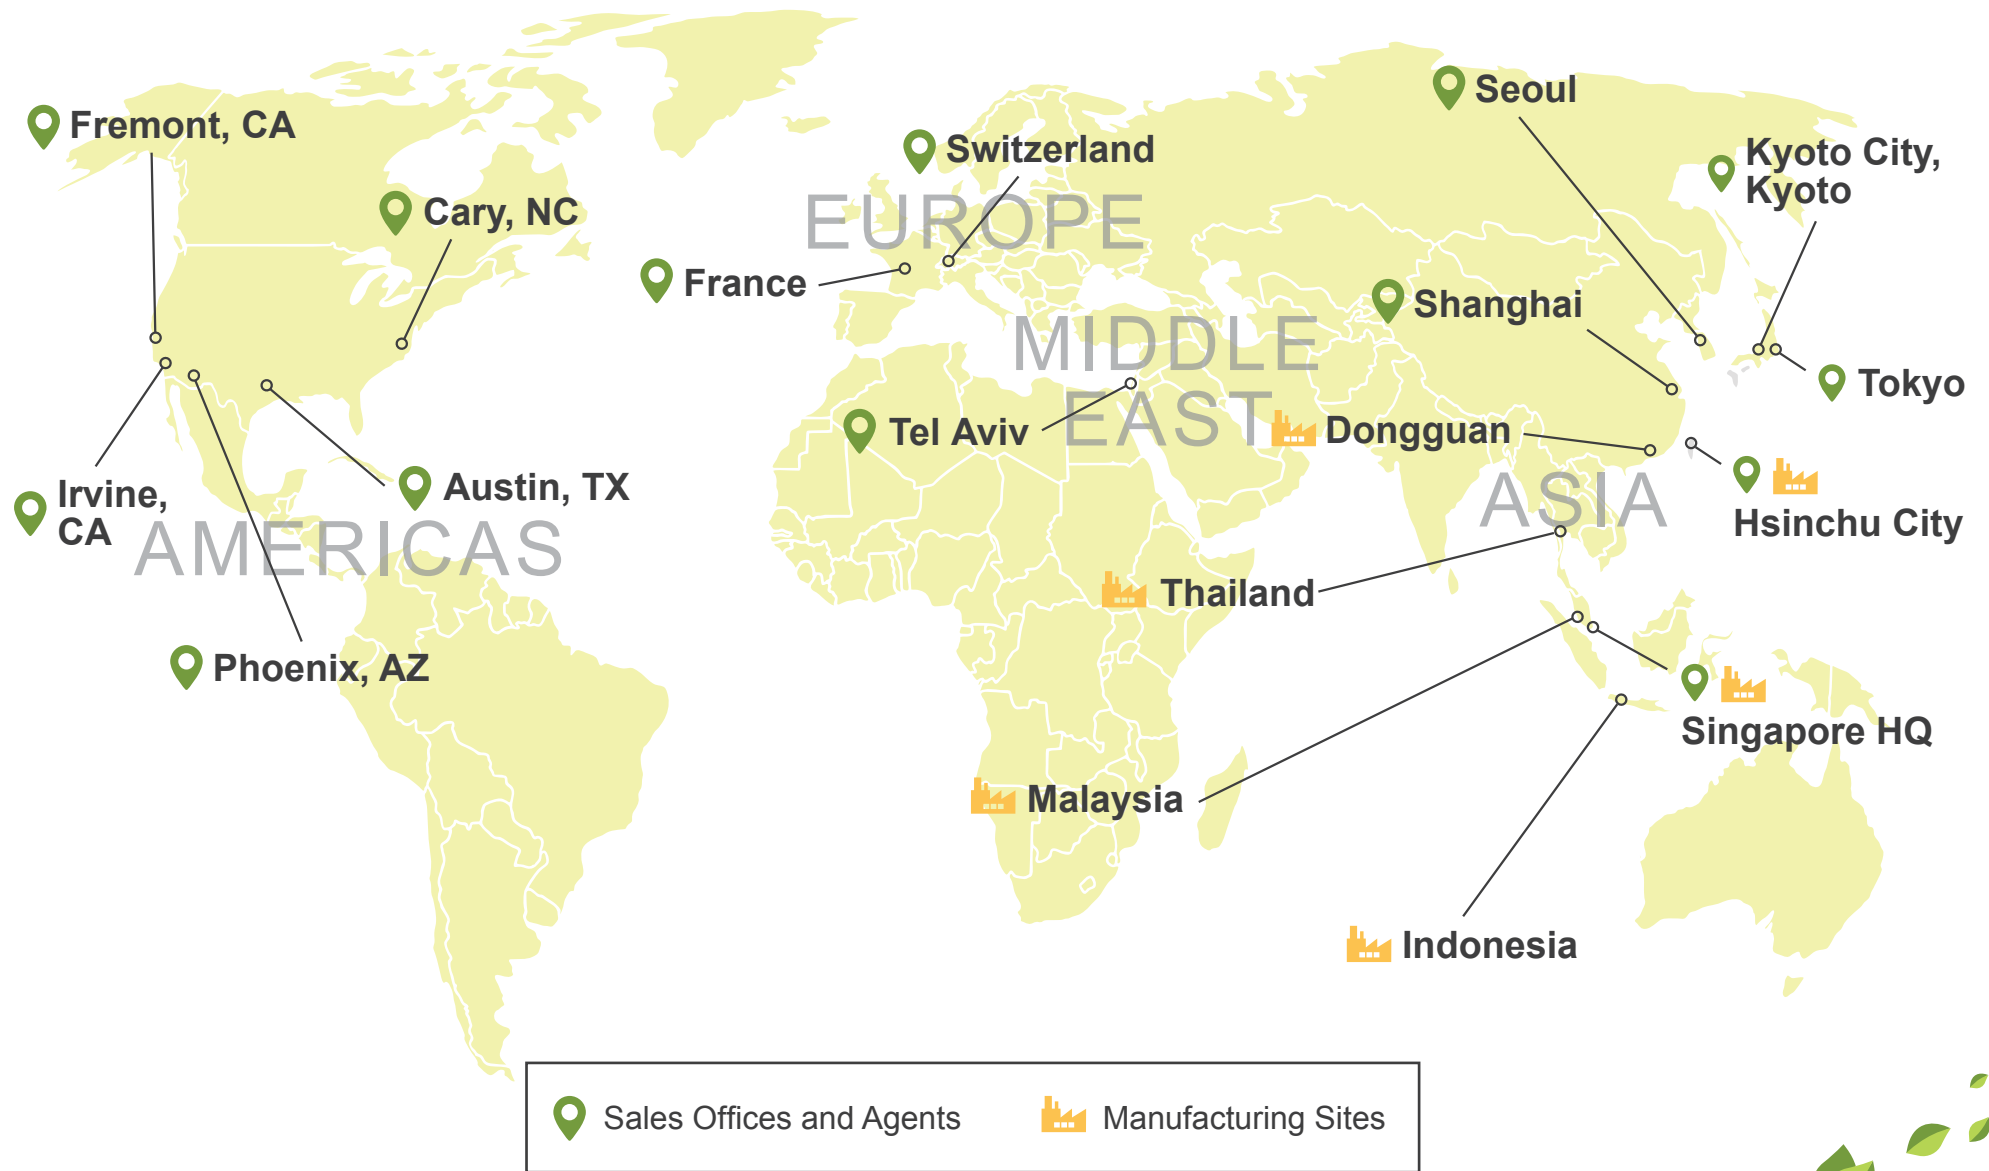 Seoul
Fremont, CA
Kyoto City,
Kyoto
Switzerland
Cary, NC
EUROPE
France
Shanghai
MIDDLE
EAST
Tokyo
Tel Aviv
Dongguan
Irvine,
CA
Austin, TX
ASIA
Hsinchu City
AMERICAS
Thailand
Phoenix, AZ
Singapore HQ
Malaysia
Indonesia
Sales Offices and Agents
Manufacturing Sites